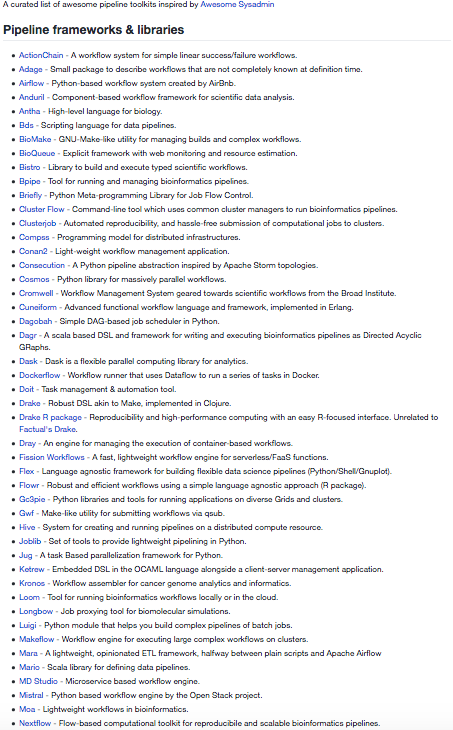 A curated list of awesome pipeline toolkits inspired by Awesome Sysadmin
Pipeline frameworks & libraries
• ActionChain - A workflow system for simple linear success/failure workflows.
• Adage - Small package to describe workflows that are not completely known at definition time.
• Airflow - Python-based workflow system created by AirBnb.
• Anduril - Component-based workflow framework for scientific data analysis.
• Antha - High-level language for biology.
• Bds - Scripting language for data pipelines.
• BioMake - GNU-Make-like utility for managing builds and complex workflows.
• BioQueue - Explicit framework with web monitoring and resource estimation.
• Bistro - Library to build and execute typed scientific workflows.
• Bpipe - Tool for running and managing bioinformatics pipelines.
• Briefly - Python Meta-programming Library for Job Flow Control.
• Cluster Flow - Command-line tool which uses common cluster managers to run bioinformatics pipelines.
• Clusterjob - Automated reproducibility, and hassle-free submission of computational jobs to clusters.
• Compss - Programming model for distributed infrastructures.
• Conan2 - Light-weight workflow management application.
• Consecution - A Python pipeline abstraction inspired by Apache Storm topologies.
• Cosmos - Python library for massively parallel workflows.
• Cromwell - Workflow Management System geared towards scientific workflows from the Broad Institute.
• Cuneiform - Advanced functional workflow language and framework, implemented in Erlang.
• Dagobah - Simple DAG-based job scheduler in Python.
• Dagr - A scala based DSL and framework for writing and executing bioinformatics pipelines as Directed Acyclic
GRaphs.
• Dask - Dask is a flexible parallel computing library for analytics.
• Dockerflow - Workflow runner that uses Dataflow to run a series of tasks in Docker.
• Doit - Task management & automation tool.
• Drake - Robust DSL akin to Make, implemented in Clojure.
• Drake R package - Reproducibility and high-performance computing with an easy R-focused interface. Unrelated to
Factual's Drake.
• Dray - An engine for managing the execution of container-based workflows.
• Fission Workflows - A fast, lightweight workflow engine for serverless/FaaS functions.
• Flex - Language agnostic framework for building flexible data science pipelines (Python/Shell/Gnuplot).
• Flowr - Robust and efficient workflows using a simple language agnostic approach (R package).
• Gc3pie - Python libraries and tools for running applications on diverse Grids and clusters.
• Gwf - Make-like utility for submitting workflows via qsub.
• Hive - System for creating and running pipelines on a distributed compute resource.
• Joblib - Set of tools to provide lightweight pipelining in Python.
• Jug - A task Based parallelization framework for Python.
• Ketrew - Embedded DSL in the OCAML language alongside a client-server management application.
• Kronos - Workflow assembler for cancer genome analytics and informatics.
• Loom - Tool for running bioinformatics workflows locally or in the cloud.
• Longbow - Job proxying tool for biomolecular simulations.
• Luigi - Python module that helps you build complex pipelines of batch jobs.
• Makeflow - Workflow engine for executing large complex workflows on clusters.
• Mara - A lightweight, opinionated ETL framework, halfway between plain scripts and Apache Airflow
• Mario - Scala library for defining data pipelines.
• MD Studio - Microservice based workflow engine.
• Mistral - Python based workflow engine by the Open Stack project.
• Moa - Lightweight workflows in bioinformatics.
• Nextflow - Flow-based computational toolkit for reproducibile and scalable bioinformatics pipelines.